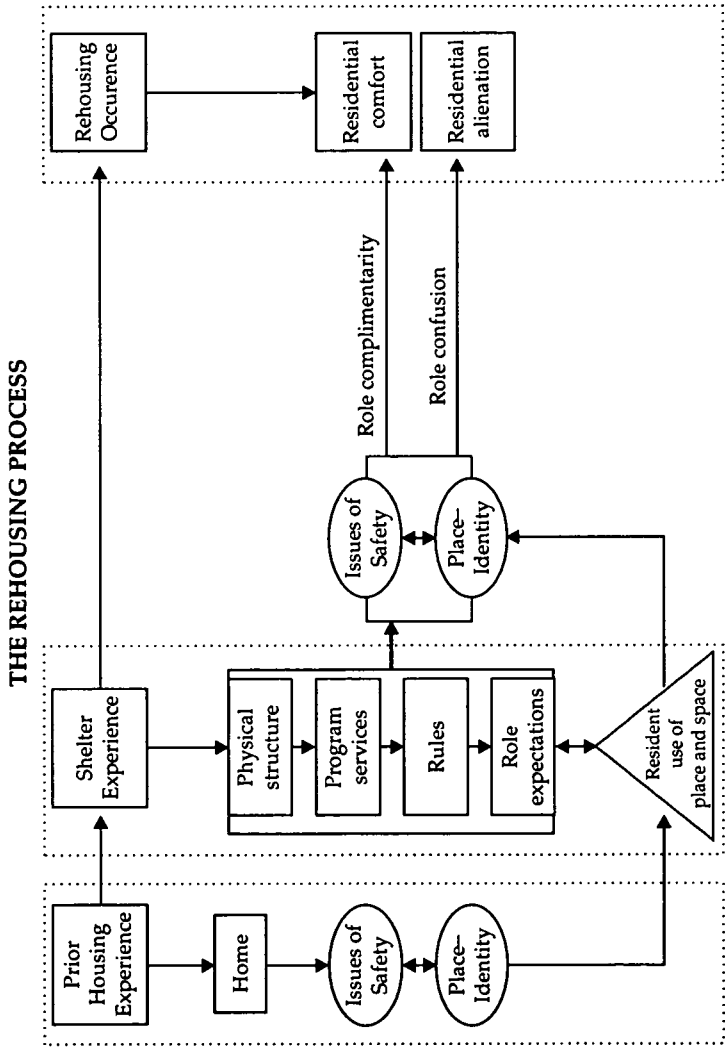 THE REHOUSING PROCESS
Prior
Housing
Experience
Home
Issues of
Safety
Place–
Identity
Shelter
Experience
Physical
structure
Program
services
Rules
Role
expectations
Resident
use of
place and space
Issues of
Safety
Place–
Identity
Role complimentarity
Role confusion
Rehousing
Occurence
Residential
comfort
Residential
alienation